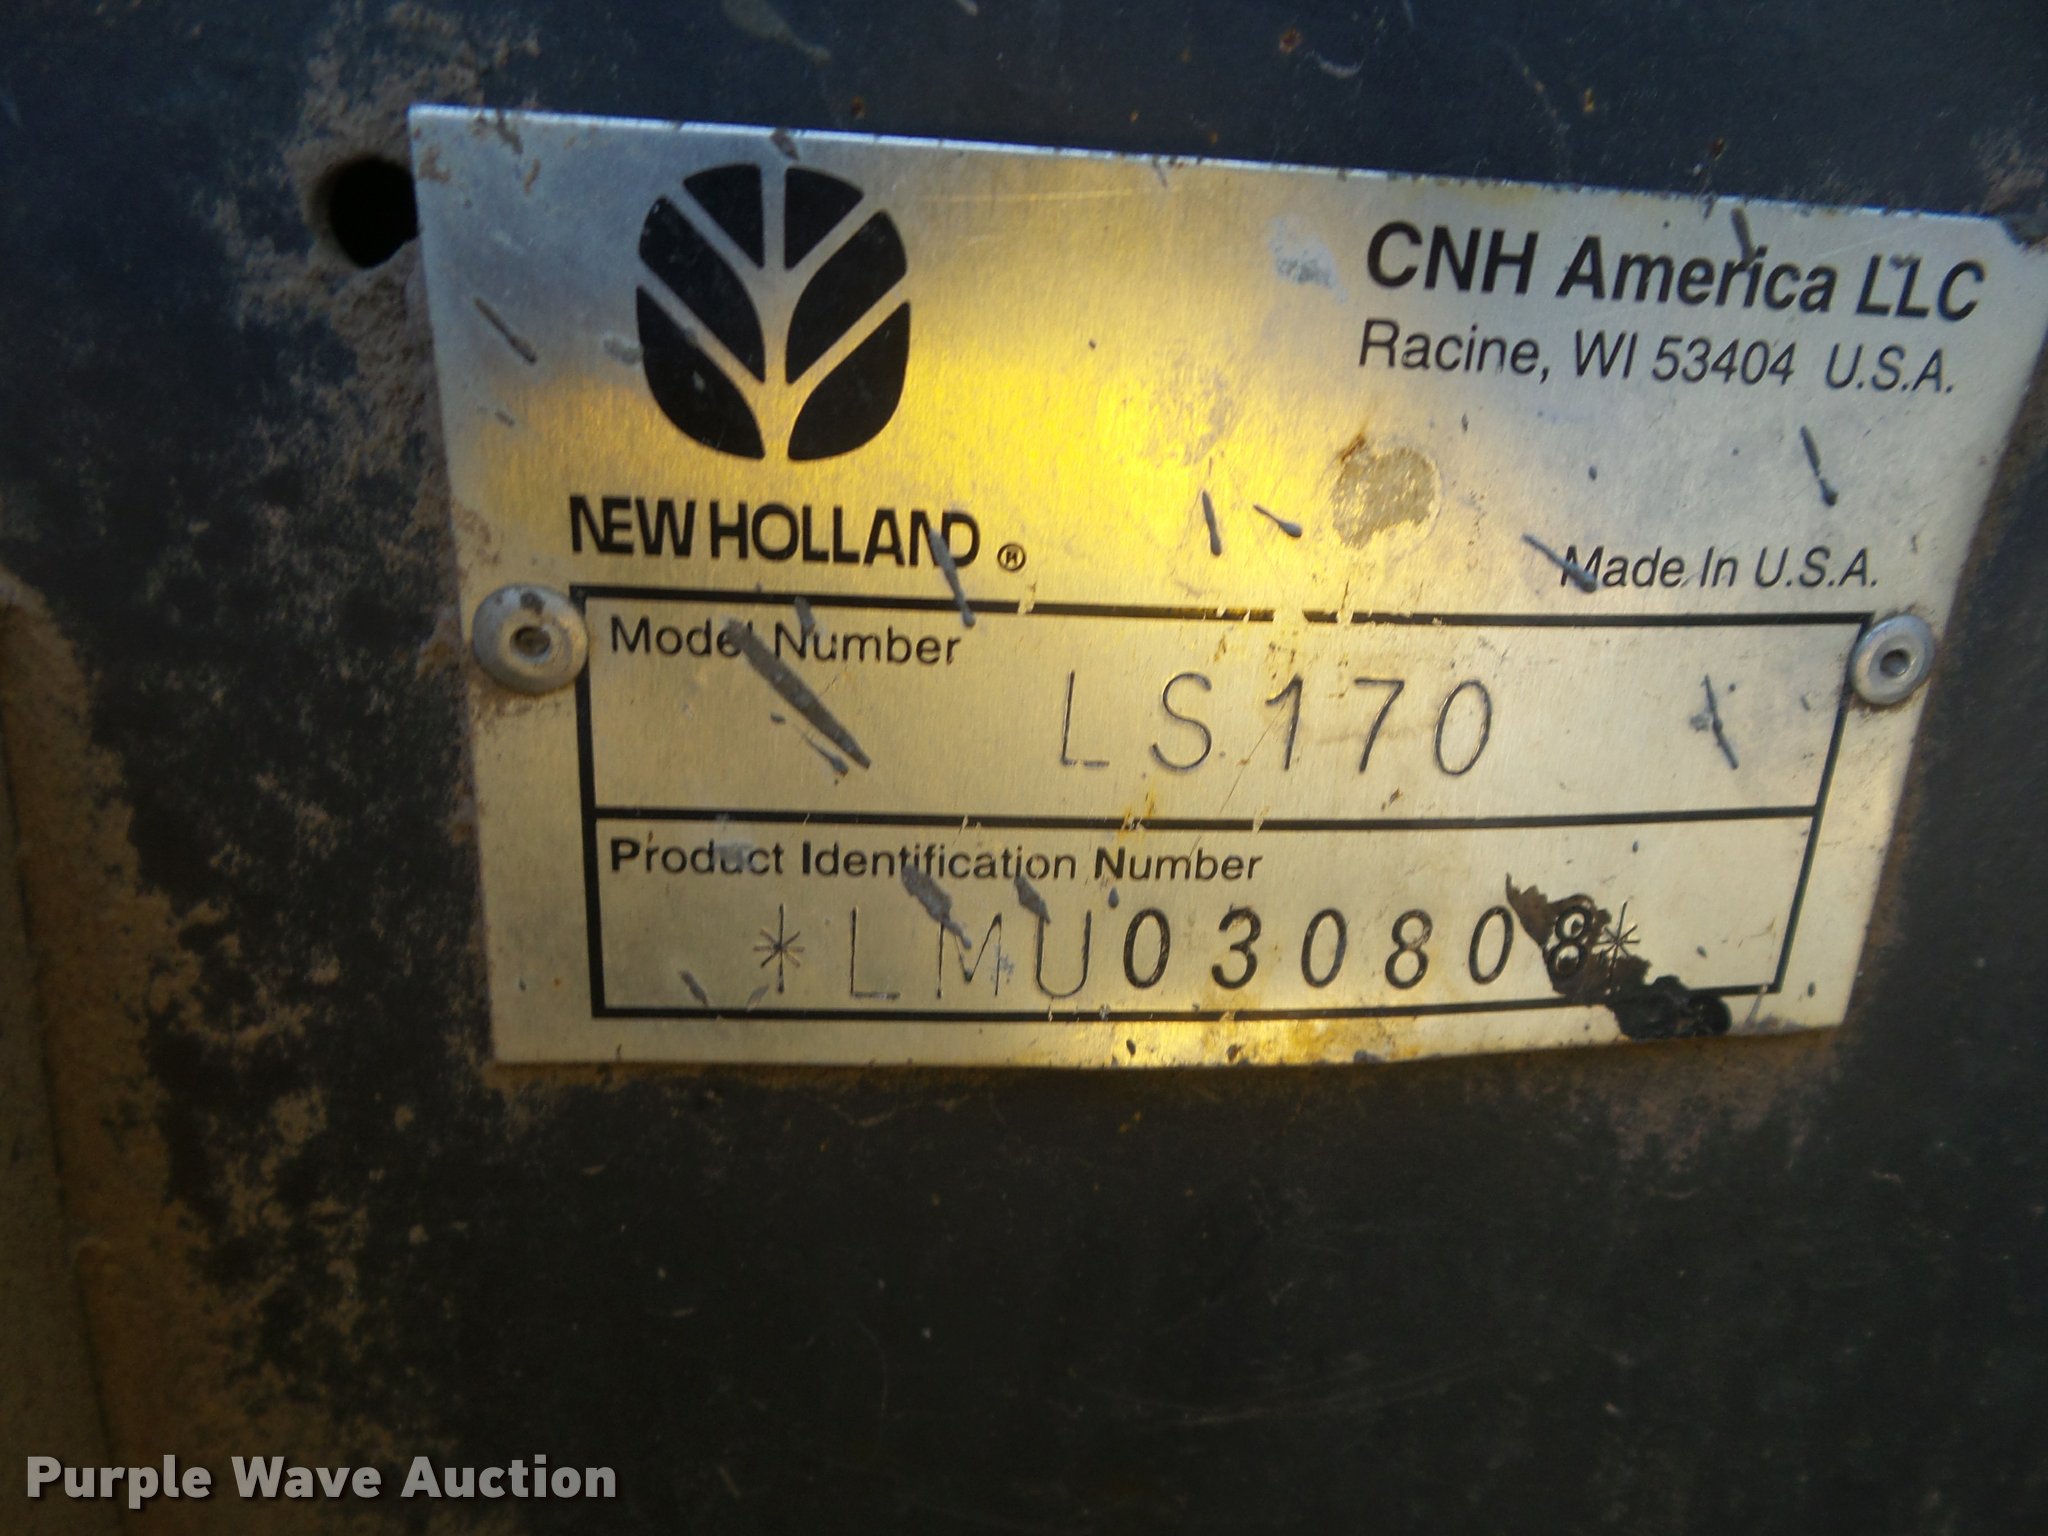 CNH America LLC
Racine, WI 53404 U.S.A.
NEW HOLLAND ®
Made In U.S.A.
Model Number
LS170
Product Identification Number
*LMU030808*
Purple Wave Auction